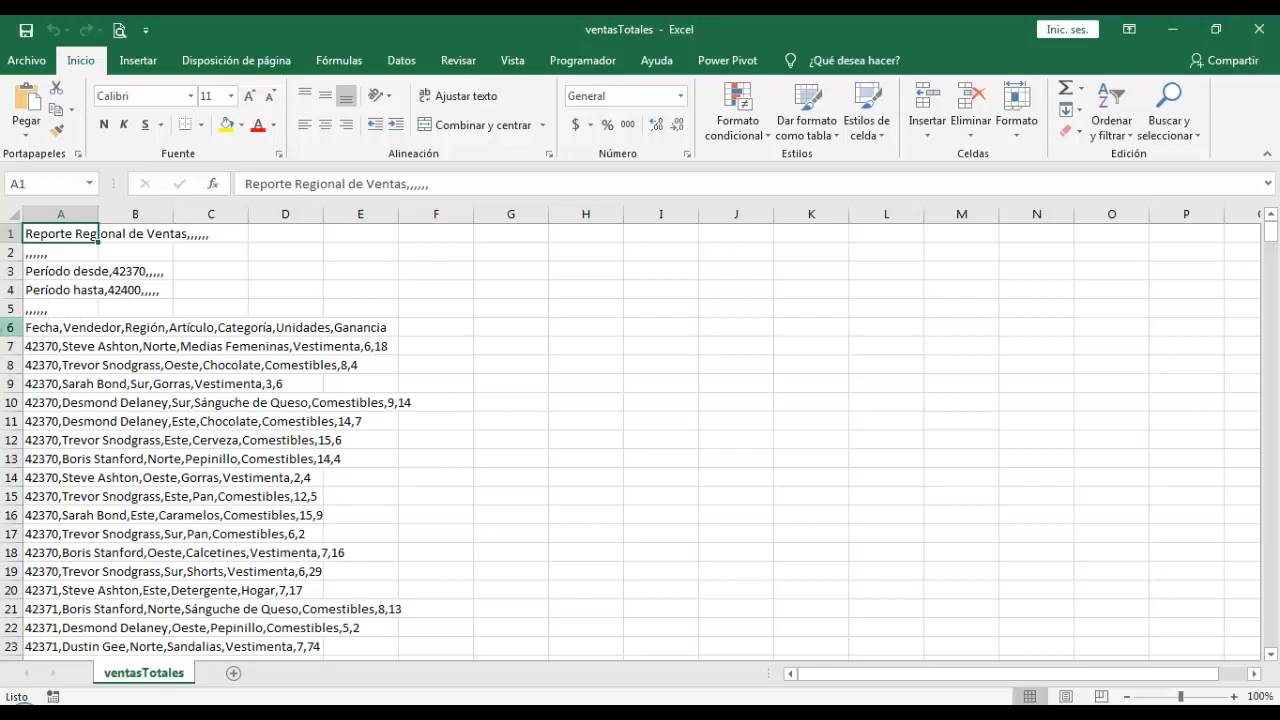 ventasTotales - Excel
Inic. ses.
Archivo Inicio Insertar Disposición de página Fórmulas Datos Revisar Vista Programador Ayuda Power Pivot ¿Qué desea hacer? Compartir
Pegar
Calibri 11
N K S
Ajustar texto
Combinar y centrar
General
$ % 000
Formato condicional
Dar formato como tabla
Estilos de celda
Insertar Eliminar Formato
Ordenar y filtrar
Buscar y seleccionar
Portapapeles Fuente Alineación Número Estilos Celdas Edición
A1 fx Reporte Regional de Ventas,,,,,,
A B C D E F G H I J K L M N O P
1 Reporte Regional de Ventas,,,,,,
2 ,,,,,,
3 Período desde,42370,,,,,
4 Período hasta,42400,,,,,
5 ,,,,,,
6 Fecha,Vendedor,Región,Artículo,Categoría,Unidades,Ganancia
7 42370,Steve Ashton,Norte,Medias Femeninas,Vestimenta,6,18
8 42370,Trevor Snodgrass,Oeste,Chocolate,Comestibles,8,4
9 42370,Sarah Bond,Sur,Gorras,Vestimenta,3,6
10 42370,Desmond Delaney,Sur,Sánguche de Queso,Comestibles,9,14
11 42370,Desmond Delaney,Este,Chocolate,Comestibles,14,7
12 42370,Trevor Snodgrass,Este,Cerveza,Comestibles,15,6
13 42370,Boris Stanford,Norte,Pepinillo,Comestibles,14,4
14 42370,Steve Ashton,Oeste,Gorras,Vestimenta,2,4
15 42370,Trevor Snodgrass,Este,Pan,Comestibles,12,5
16 42370,Sarah Bond,Este,Caramelos,Comestibles,15,9
17 42370,Trevor Snodgrass,Sur,Pan,Comestibles,6,2
18 42370,Boris Stanford,Oeste,Calcetines,Vestimenta,7,16
19 42370,Trevor Snodgrass,Sur,Shorts,Vestimenta,6,29
20 42371,Steve Ashton,Este,Detergente,Hogar,7,17
21 42371,Boris Stanford,Norte,Sánguche de Queso,Comestibles,8,13
22 42371,Desmond Delaney,Oeste,Pepinillo,Comestibles,5,2
23 42371,Dustin Gee,Norte,Sandalias,Vestimenta,7,74
ventasTotales
Listo
100%